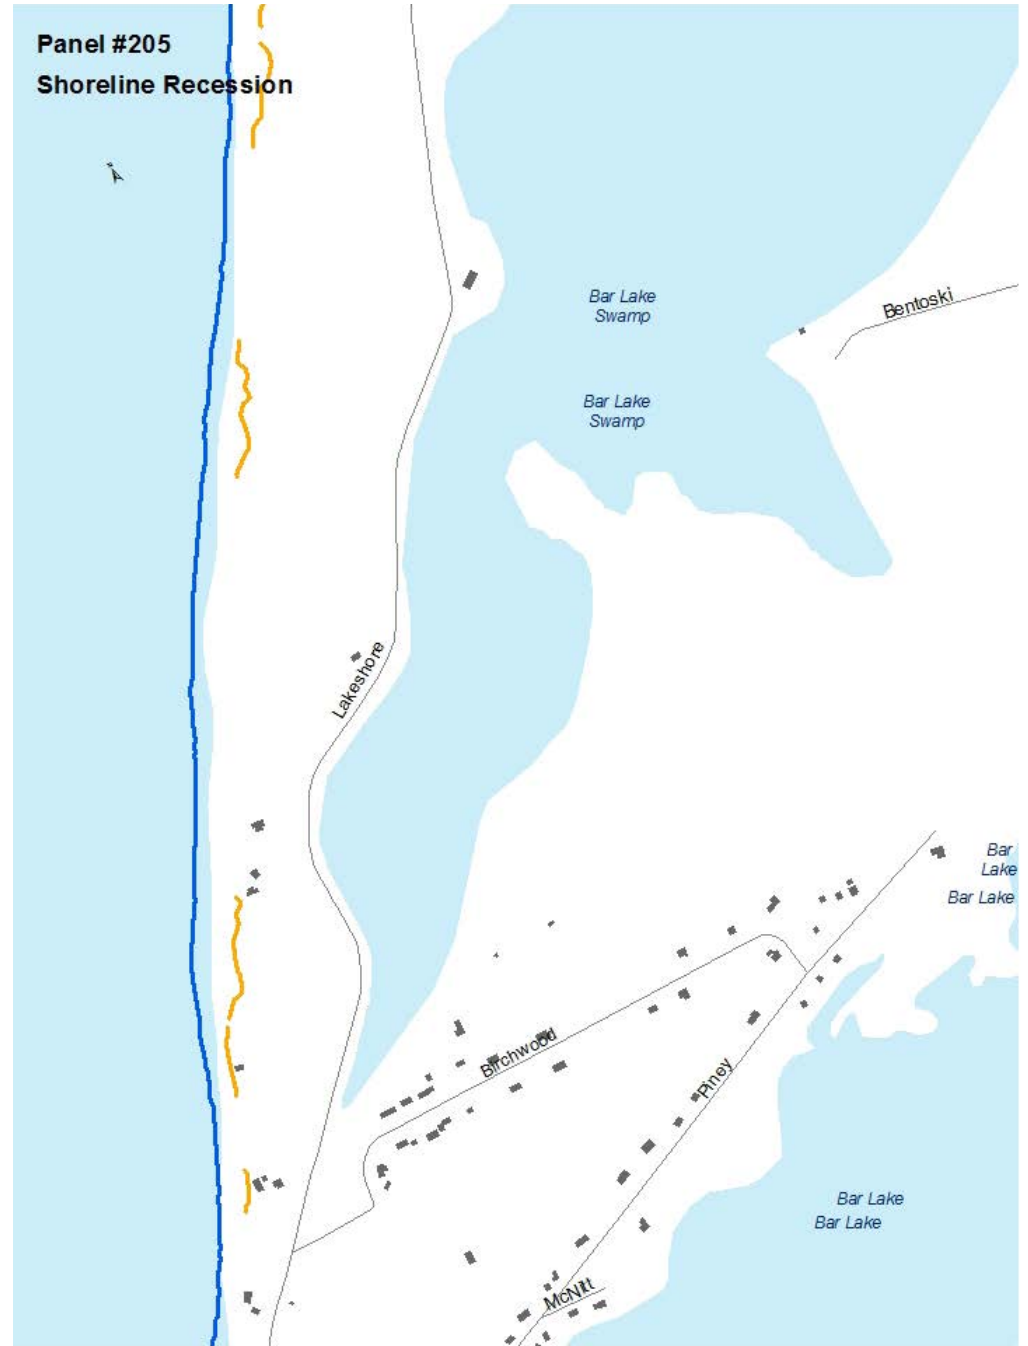 Panel #205
Shoreline Recession
Bar Lake
Swamp
Bentoski
Bar Lake
Swamp
Lakeshore
Bar
Lake
Bar Lake
Birchwood
Piney
Bar Lake
Bar Lake
McNitt